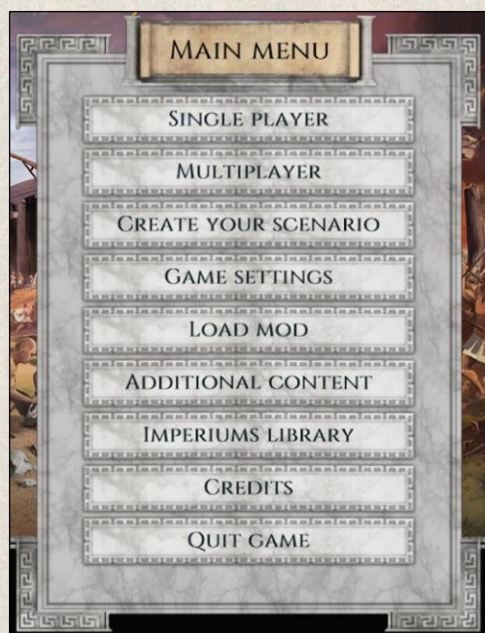 Main menu
Single player
Multiplayer
Create your scenario
Game settings
Load mod
Additional content
Imperiums library
Credits
Quit game